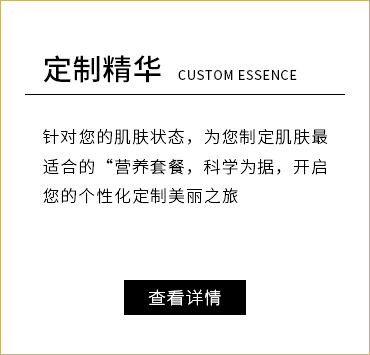 定制精华 CUSTOM ESSENCE
针对您的肌肤状态，为您制定肌肤最
适合的“营养套餐，科学为据，开启
您的个性化定制美丽之旅
查看详情